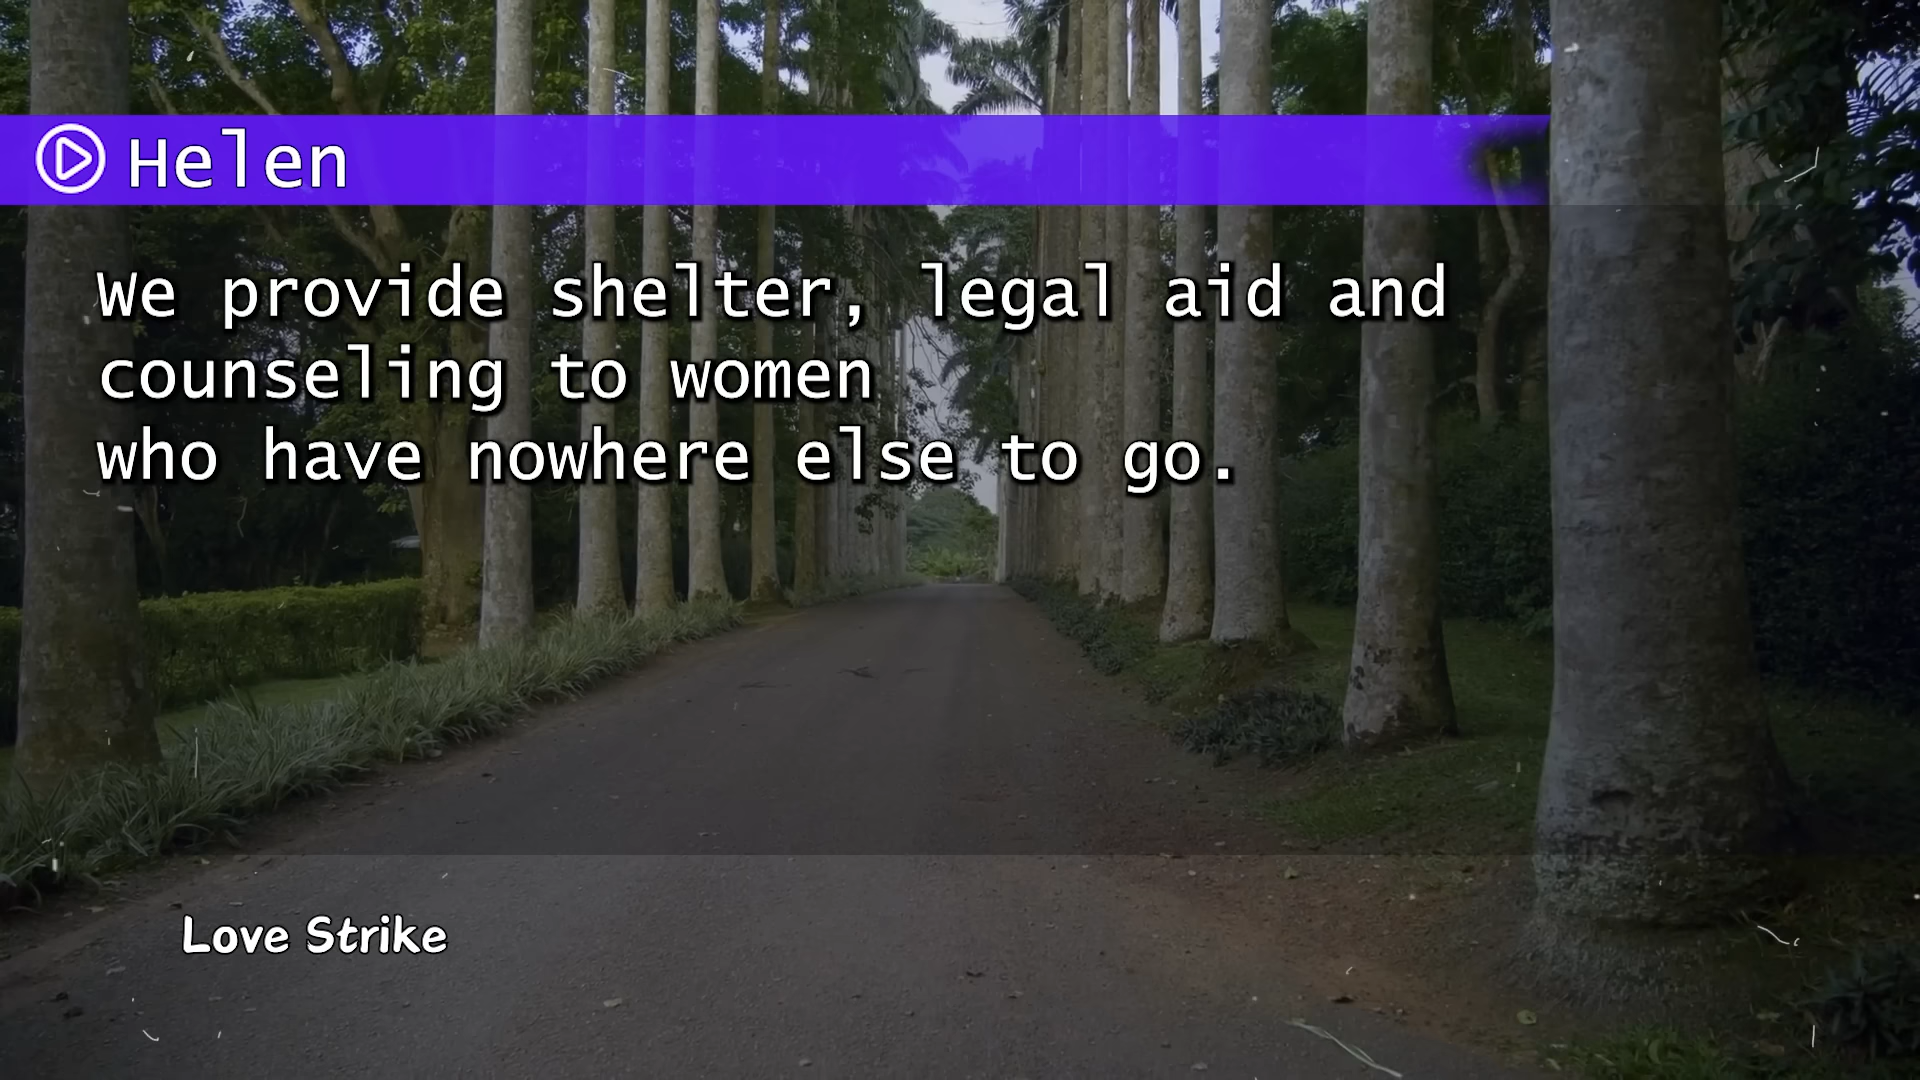 Helen
We provide shelter, legal aid and
counseling to women
who have nowhere else to go.
Love Strike